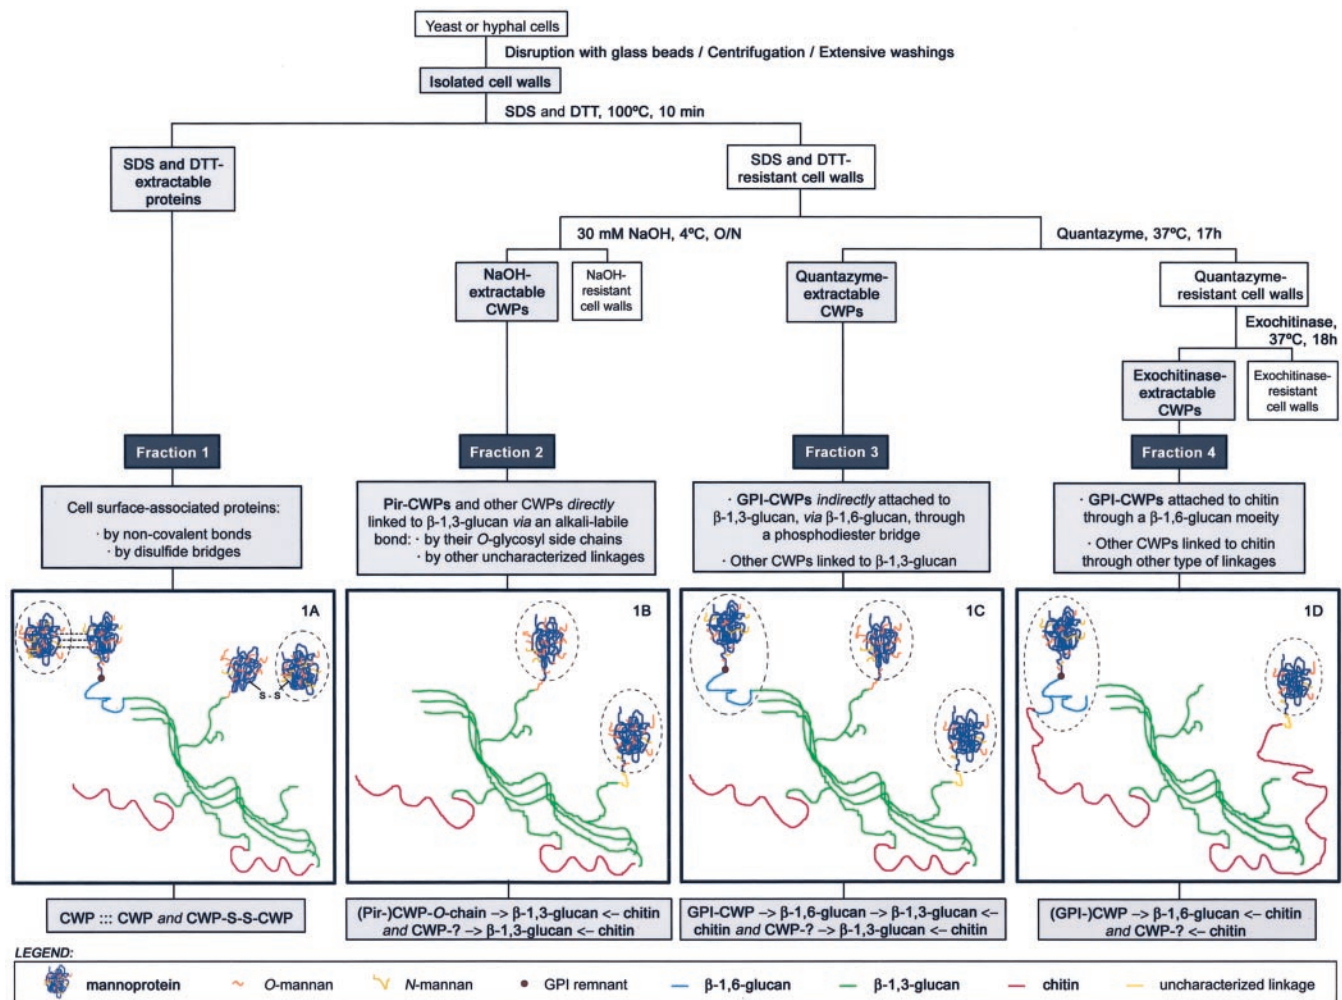 Yeast or hyphal cells
Disruption with glass beads / Centrifugation / Extensive washings
Isolated cell walls
SDS and DTT, 100ºC, 10 min
SDS and DTT-
extractable
proteins
SDS and DTT-
resistant cell walls
30 mM NaOH, 4ºC, O/N
Quantazyme, 37ºC, 17h
NaOH-
extractable
CWPs
NaOH-
resistant
cell walls
Quantazyme-
extractable
CWPs
Quantazyme-
resistant cell walls
Exochitinase,
37ºC, 18h
Exochitinase-
extractable
CWPs
Exochitinase-
resistant
cell walls
Fraction 1
Fraction 2
Fraction 3
Fraction 4
Cell surface-associated proteins:
· by non-covalent bonds
· by disulfide bridges
Pir-CWPs and other CWPs directly
linked to β-1,3-glucan via an alkali-labile
bond: · by their O-glycosyl side chains
· by other uncharacterized linkages
· GPI-CWPs indirectly attached to
β-1,3-glucan, via β-1,6-glucan, through
a phosphodiester bridge
· Other CWPs linked to β-1,3-glucan
· GPI-CWPs attached to chitin
through a β-1,6-glucan moeity
· Other CWPs linked to chitin
through other type of linkages
1A
S - S
1B
1C
1D
CWP ::: CWP and CWP-S-S-CWP
(Pir-)CWP-O-chain –> β-1,3-glucan <– chitin
and CWP-? –> β-1,3-glucan <– chitin
GPI-CWP –> β-1,6-glucan –> β-1,3-glucan <–
chitin and CWP-? –> β-1,3-glucan <– chitin
(GPI-)CWP –> β-1,6-glucan <– chitin
and CWP-? <– chitin
LEGEND:
mannoprotein
O-mannan
N-mannan
GPI remnant
β-1,6-glucan
β-1,3-glucan
chitin
uncharacterized linkage